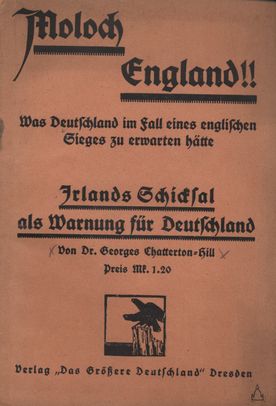 Moloch
England!!
Was Deutschland im Fall eines englischen
Sieges zu erwarten hätte
Irlands Schicksal
als Warnung für Deutschland
Von Dr. Georges Chatterton-Hill
Preis Mk. 1.20
Verlag „Das Größere Deutschland" Dresden